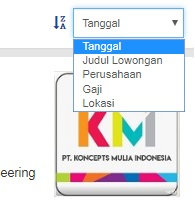 Z
A
Tanggal
Tanggal
Judul Lowongan
Perusahaan
Gaji
Lokasi
KM
PT. KONCEPTS MULIA INDONESIA
eering